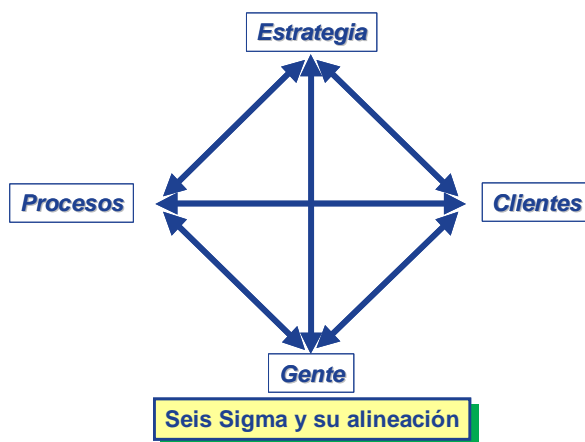 Estrategia
Procesos
Clientes
Gente
Seis Sigma y su alineación